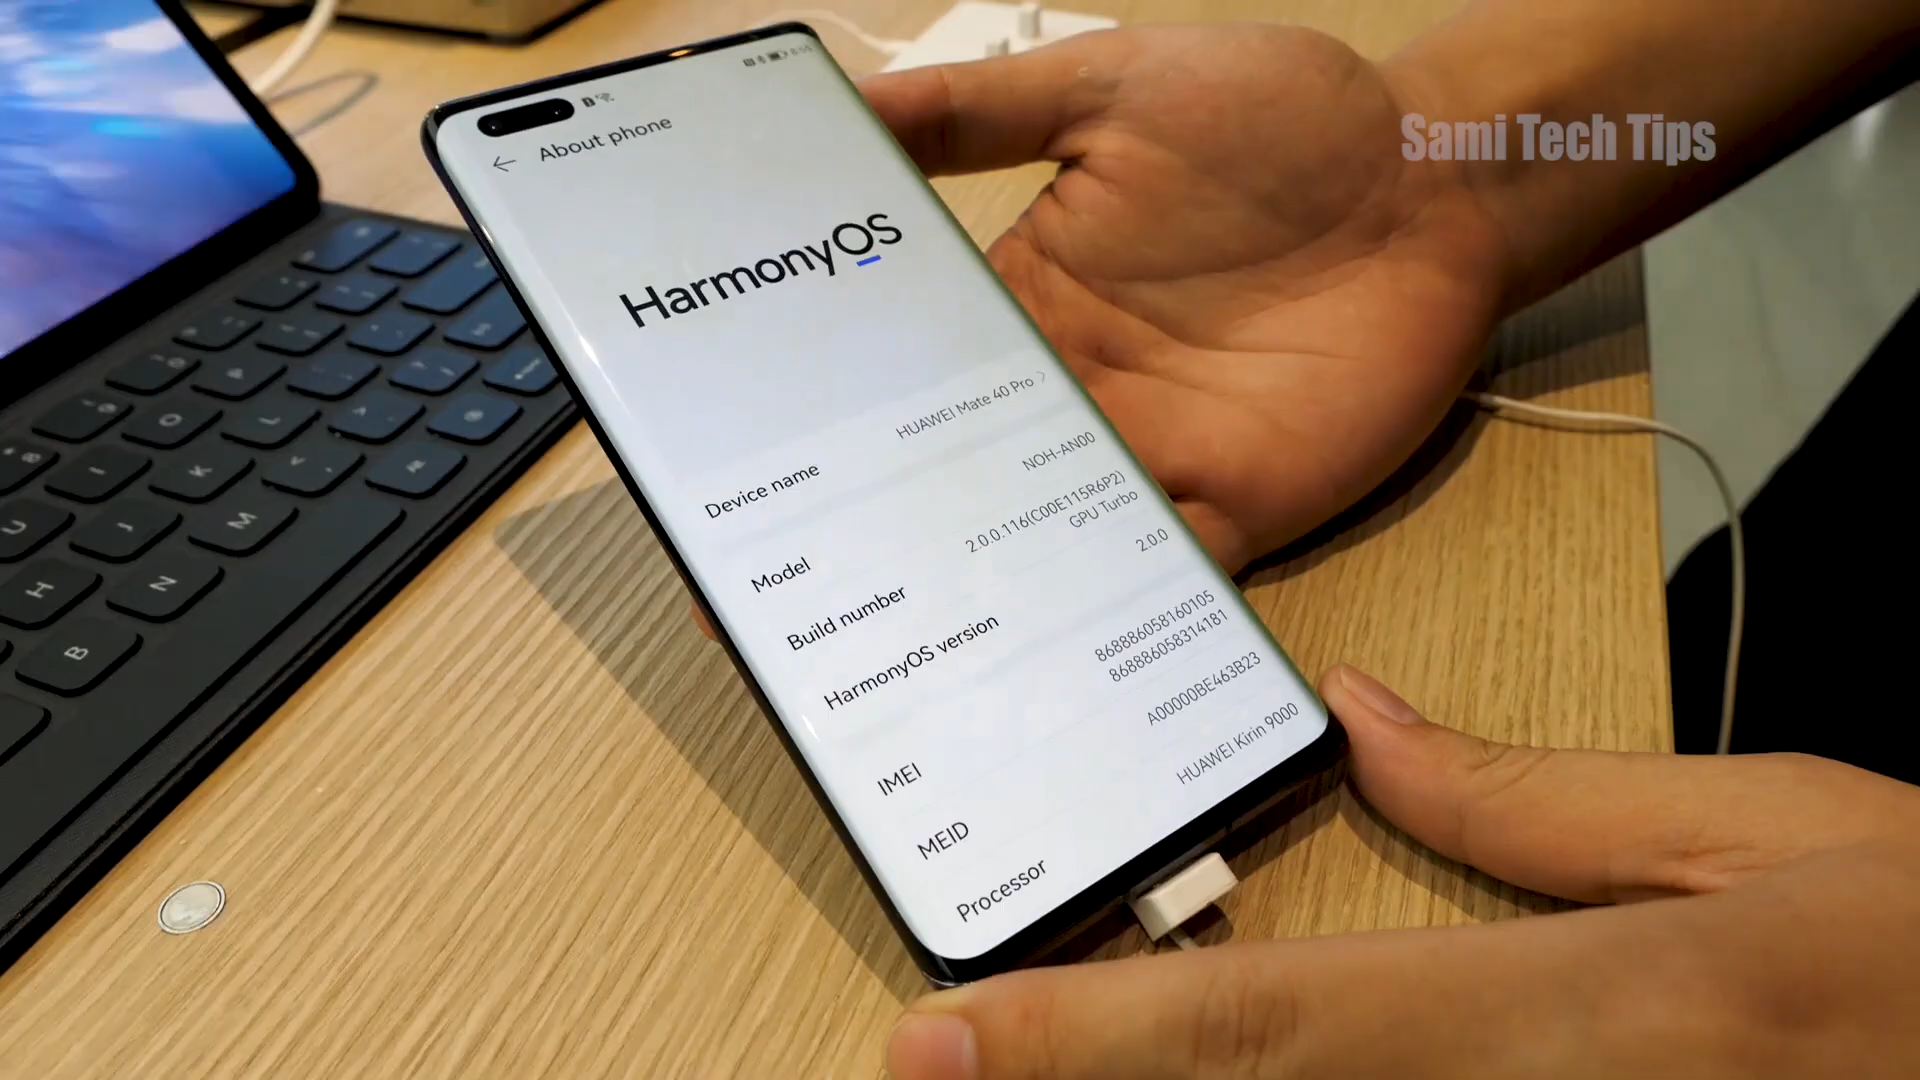 Sami Tech Tips
8:55
About phone
HarmonyOS
Device name HUAWEI Mate 40 Pro
Model NOH-AN00
Build number 2.0.0.116(C00E115R6P2)
GPU Turbo
HarmonyOS version 2.0.0
IMEI 868886058160105
868886058314181
MEID A00000BE463B23
Processor HUAWEI Kirin 9000
U
I
O
J
K
L
H
N
M
B